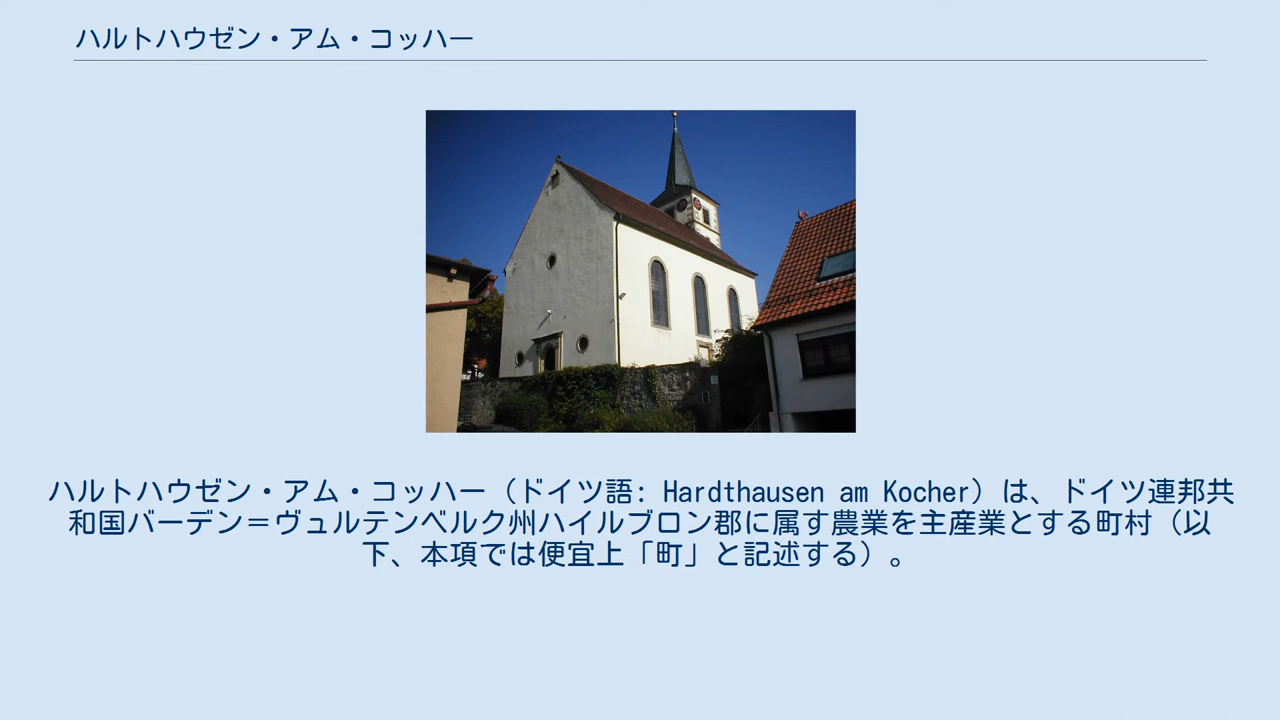 ハルトハウゼン・アム・コッハー
ハルトハウゼン・アム・コッハー（ドイツ語: Hardthausen am Kocher）は、ドイツ連邦共
和国バーデン＝ヴュルテンベルク州ハイルブロン郡に属す農業を主産業とする町村（以
下、本項では便宜上「町」と記述する）。